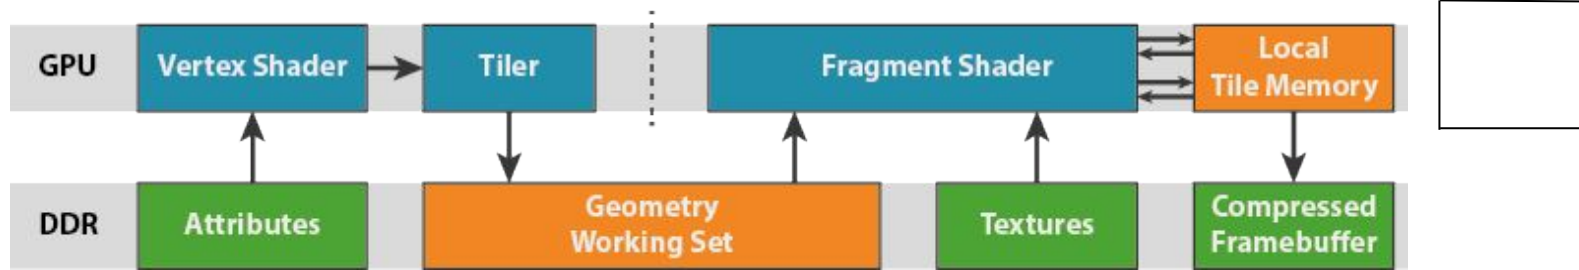 GPU
Vertex Shader
Tiler
Fragment Shader
Local
Tile Memory
DDR
Attributes
Geometry
Working Set
Textures
Compressed
Framebuffer